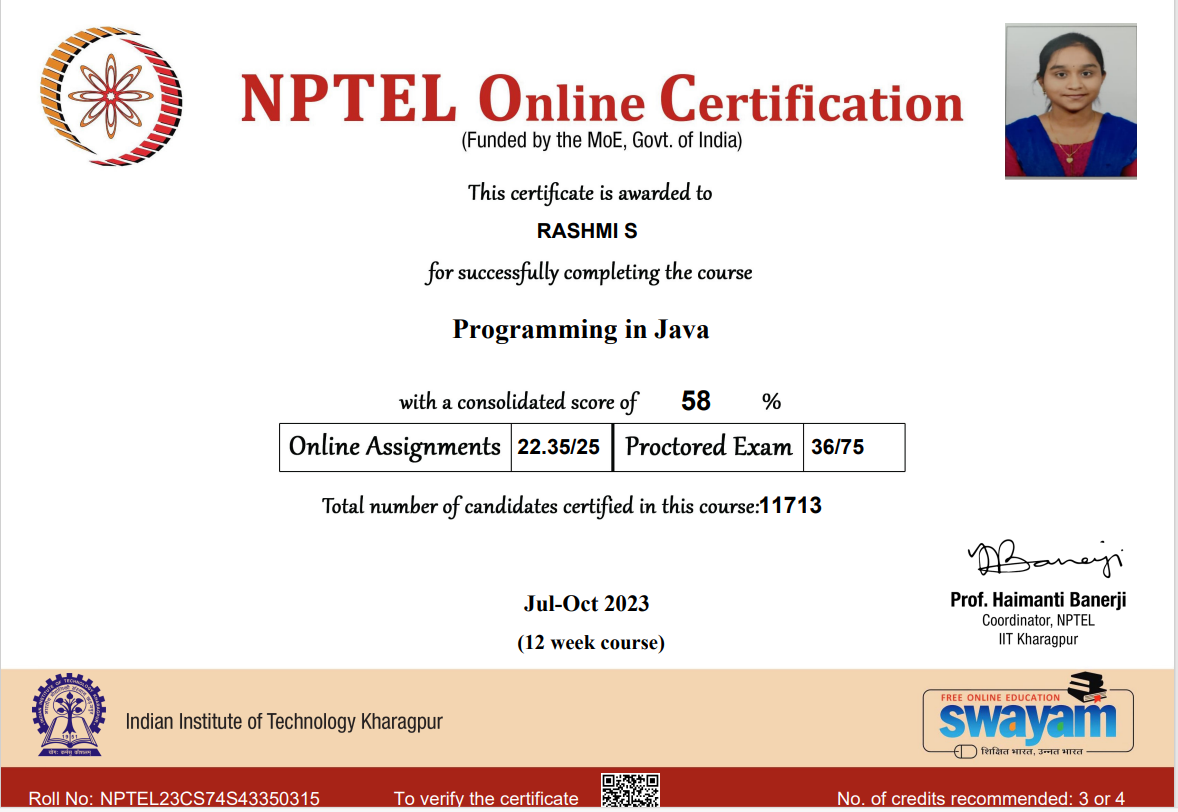 NPTEL Online Certification
(Funded by the MoE, Govt. of India)
This certificate is awarded to
RASHMI S
for successfully completing the course
Programming in Java
with a consolidated score of 58 %
Online Assignments 22.35/25 Proctored Exam 36/75
Total number of candidates certified in this course:11713
Banerji
Prof. Haimanti Banerji
Coordinator, NPTEL
IIT Kharagpur
Jul-Oct 2023
(12 week course)
Indian Institute of Technology Kharagpur
1951
FREE ONLINE EDUCATION
swayam
शिक्षित भारत, उन्नत भारत
Roll No: NPTEL23CS74S43350315
To verify the certificate
No. of credits recommended: 3 or 4